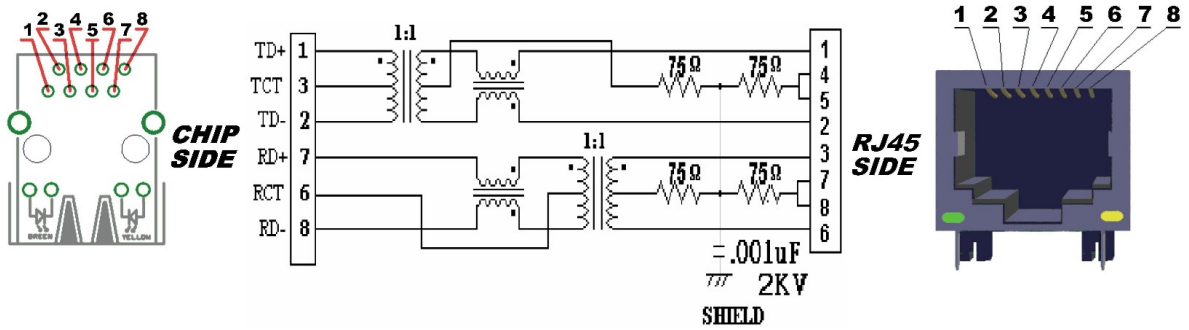 2 4 6 8
1 3 5 7
CHIP
SIDE
GREEN
YELLOW
1:1
TD+ 1
TCT 3
TD- 2
RD+ 7
RCT 6
RD- 8
75Ω 75Ω
1:1
75Ω 75Ω
.001uF
2KV
SHIELD
1
4
5
2
3
7
8
6
RJ45
SIDE
1 2 3 4 5 6 7 8